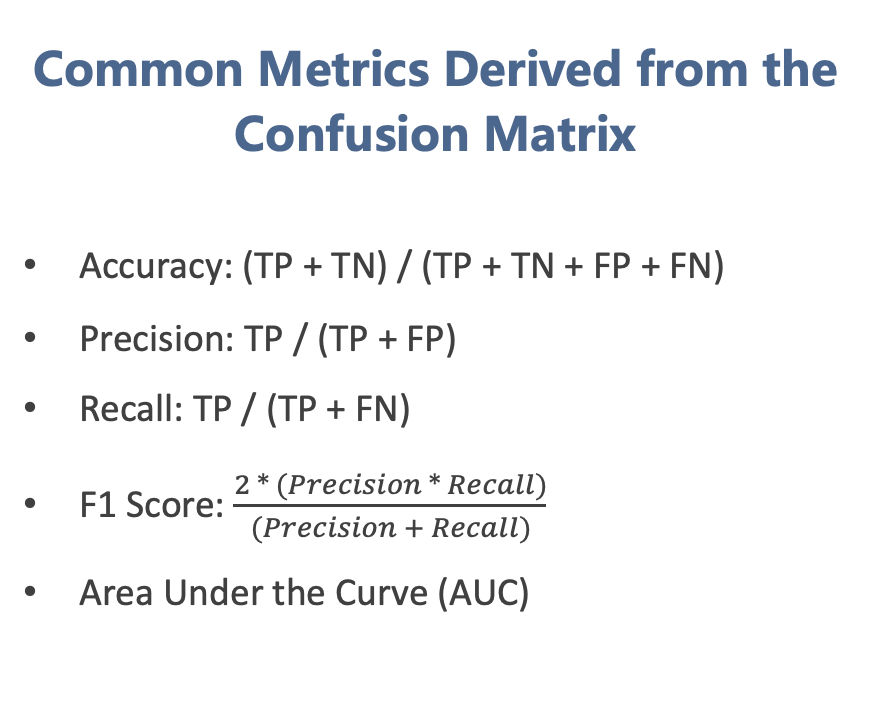 Common Metrics Derived from the
Confusion Matrix
• Accuracy: (TP + TN) / (TP + TN + FP + FN)
• Precision: TP / (TP + FP)
• Recall: TP / (TP + FN)
• F1 Score: 2 * (Precision * Recall) / (Precision + Recall)
• Area Under the Curve (AUC)